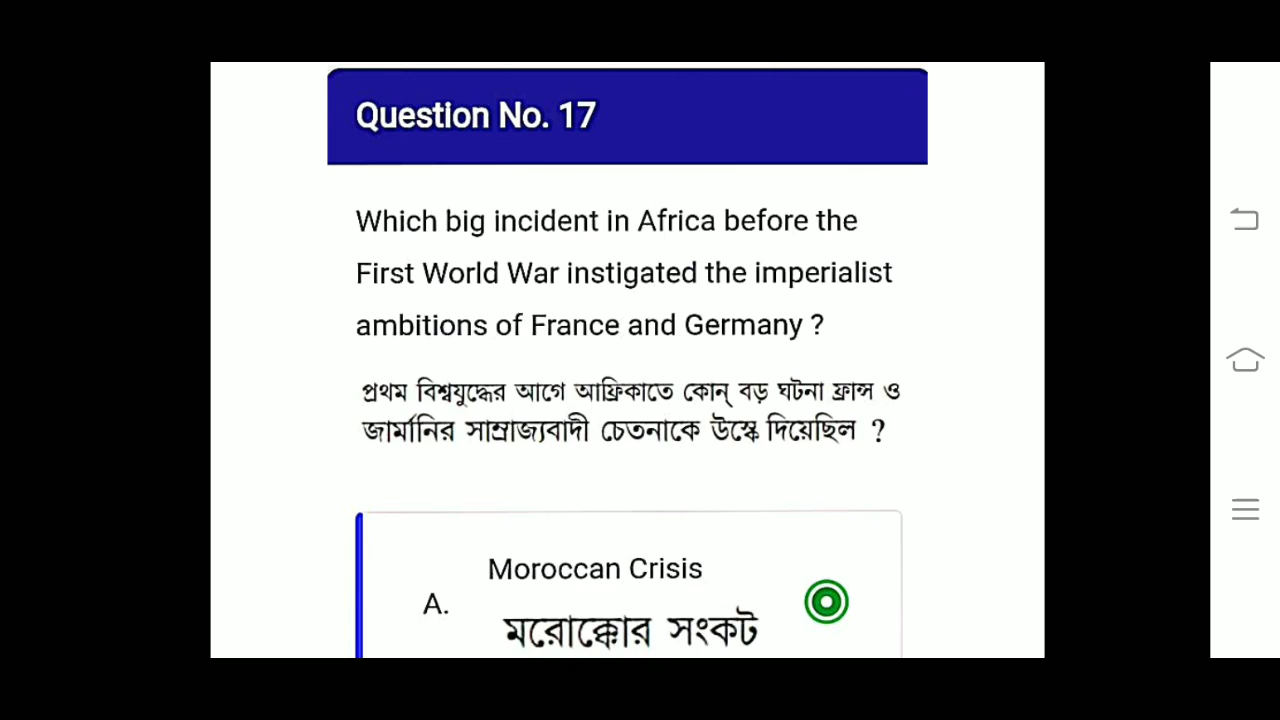 Question No. 17
Which big incident in Africa before the
First World War instigated the imperialist
ambitions of France and Germany ?
প্রথম বিশ্বযুদ্ধের আগে আফ্রিকাতে কোন্ বড় ঘটনা ফ্রান্স ও
জার্মানির সাম্রাজ্যবাদী চেতনাকে উস্কে দিয়েছিল ?
Moroccan Crisis
A.
মরোক্কোর সংকট